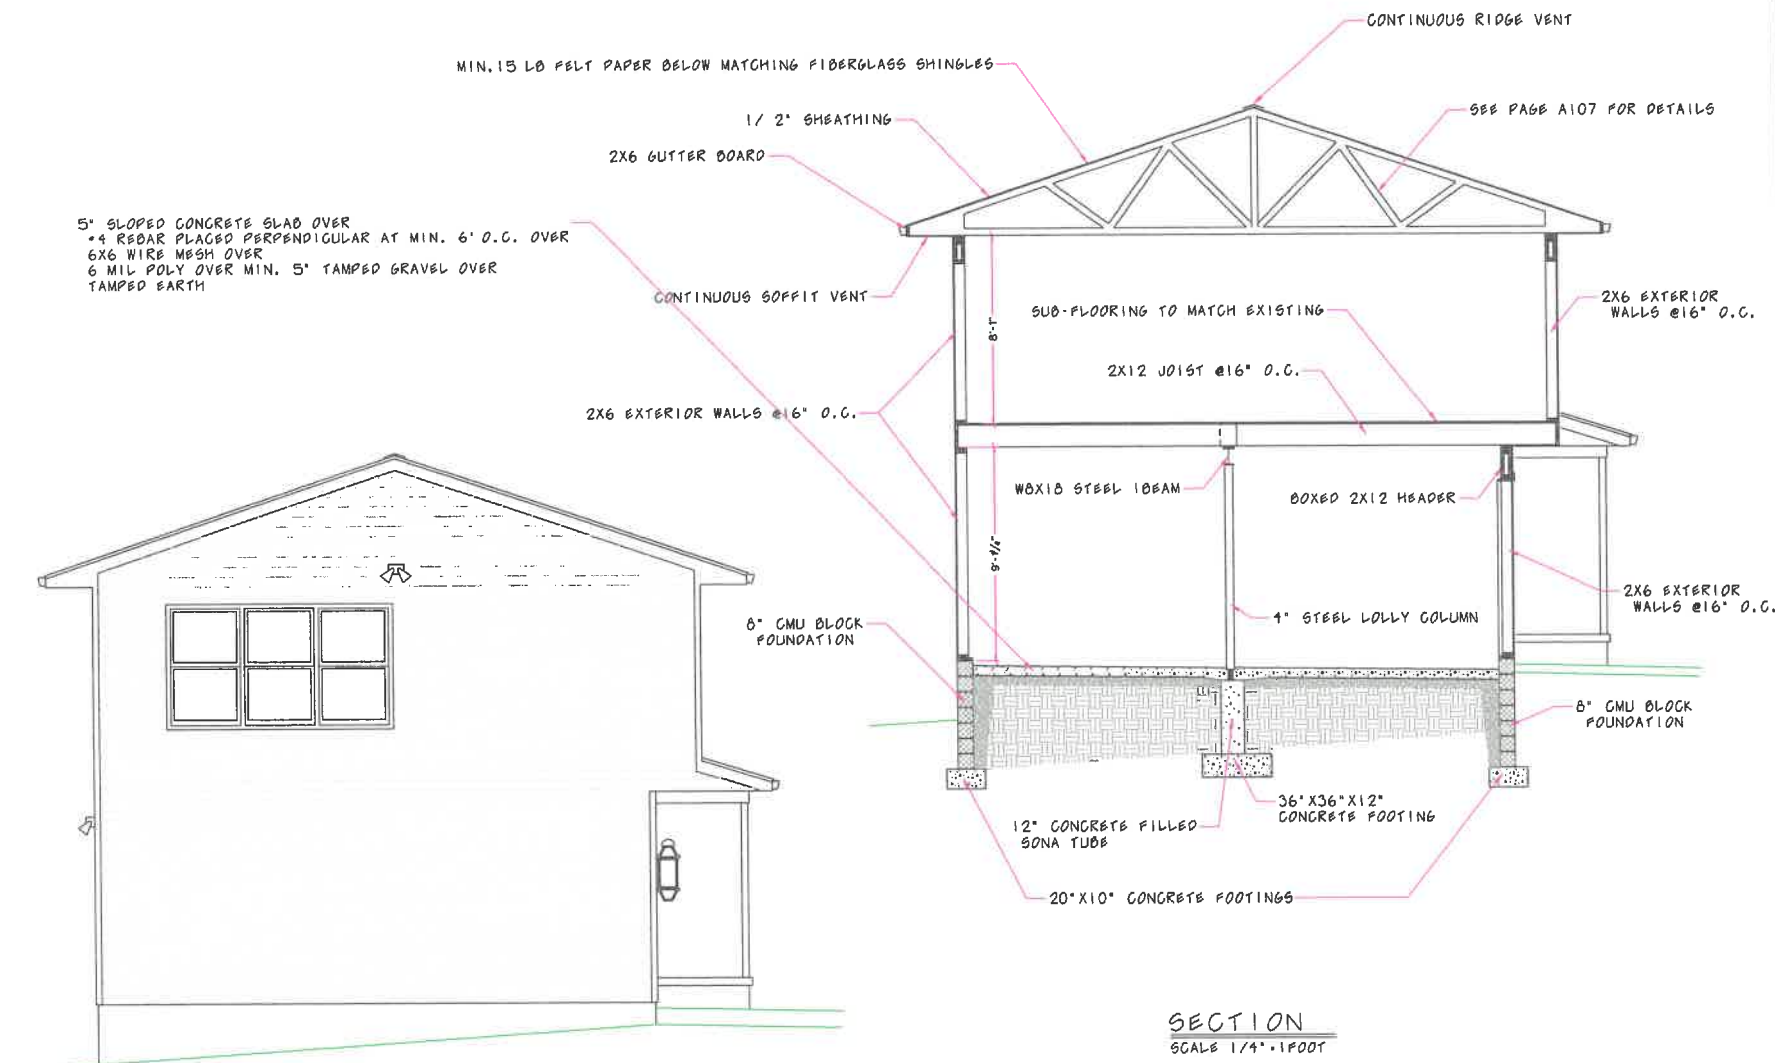 CONTINUOUS RIDGE VENT
MIN. 15 LB FELT PAPER BELOW MATCHING FIBERGLASS SHINGLES
SEE PAGE A107 FOR DETAILS
1/ 2" SHEATHING
2X6 GUTTER BOARD
5" SLOPED CONCRETE SLAB OVER
#4 REBAR PLACED PERPENDICULAR AT MIN. 6' O.C. OVER
6X6 WIRE MESH OVER
6 MIL POLY OVER MIN. 5" TAMPED GRAVEL OVER
TAMPED EARTH
CONTINUOUS SOFFIT VENT
SUB-FLOORING TO MATCH EXISTING
2X6 EXTERIOR
WALLS @16" O.C.
8'-1"
2X12 JOIST @16" O.C.
2X6 EXTERIOR WALLS @16" O.C.
W8X18 STEEL IBEAM
BOXED 2X12 HEADER
2X6 EXTERIOR
WALLS @16" O.C.
4" STEEL LOLLY COLUMN
8" CMU BLOCK
FOUNDATION
8" CMU BLOCK
FOUNDATION
36"X36"X12"
CONCRETE FOOTING
12" CONCRETE FILLED
SONA TUBE
20"X10" CONCRETE FOOTINGS
SECTION
SCALE 1/4"=1FOOT